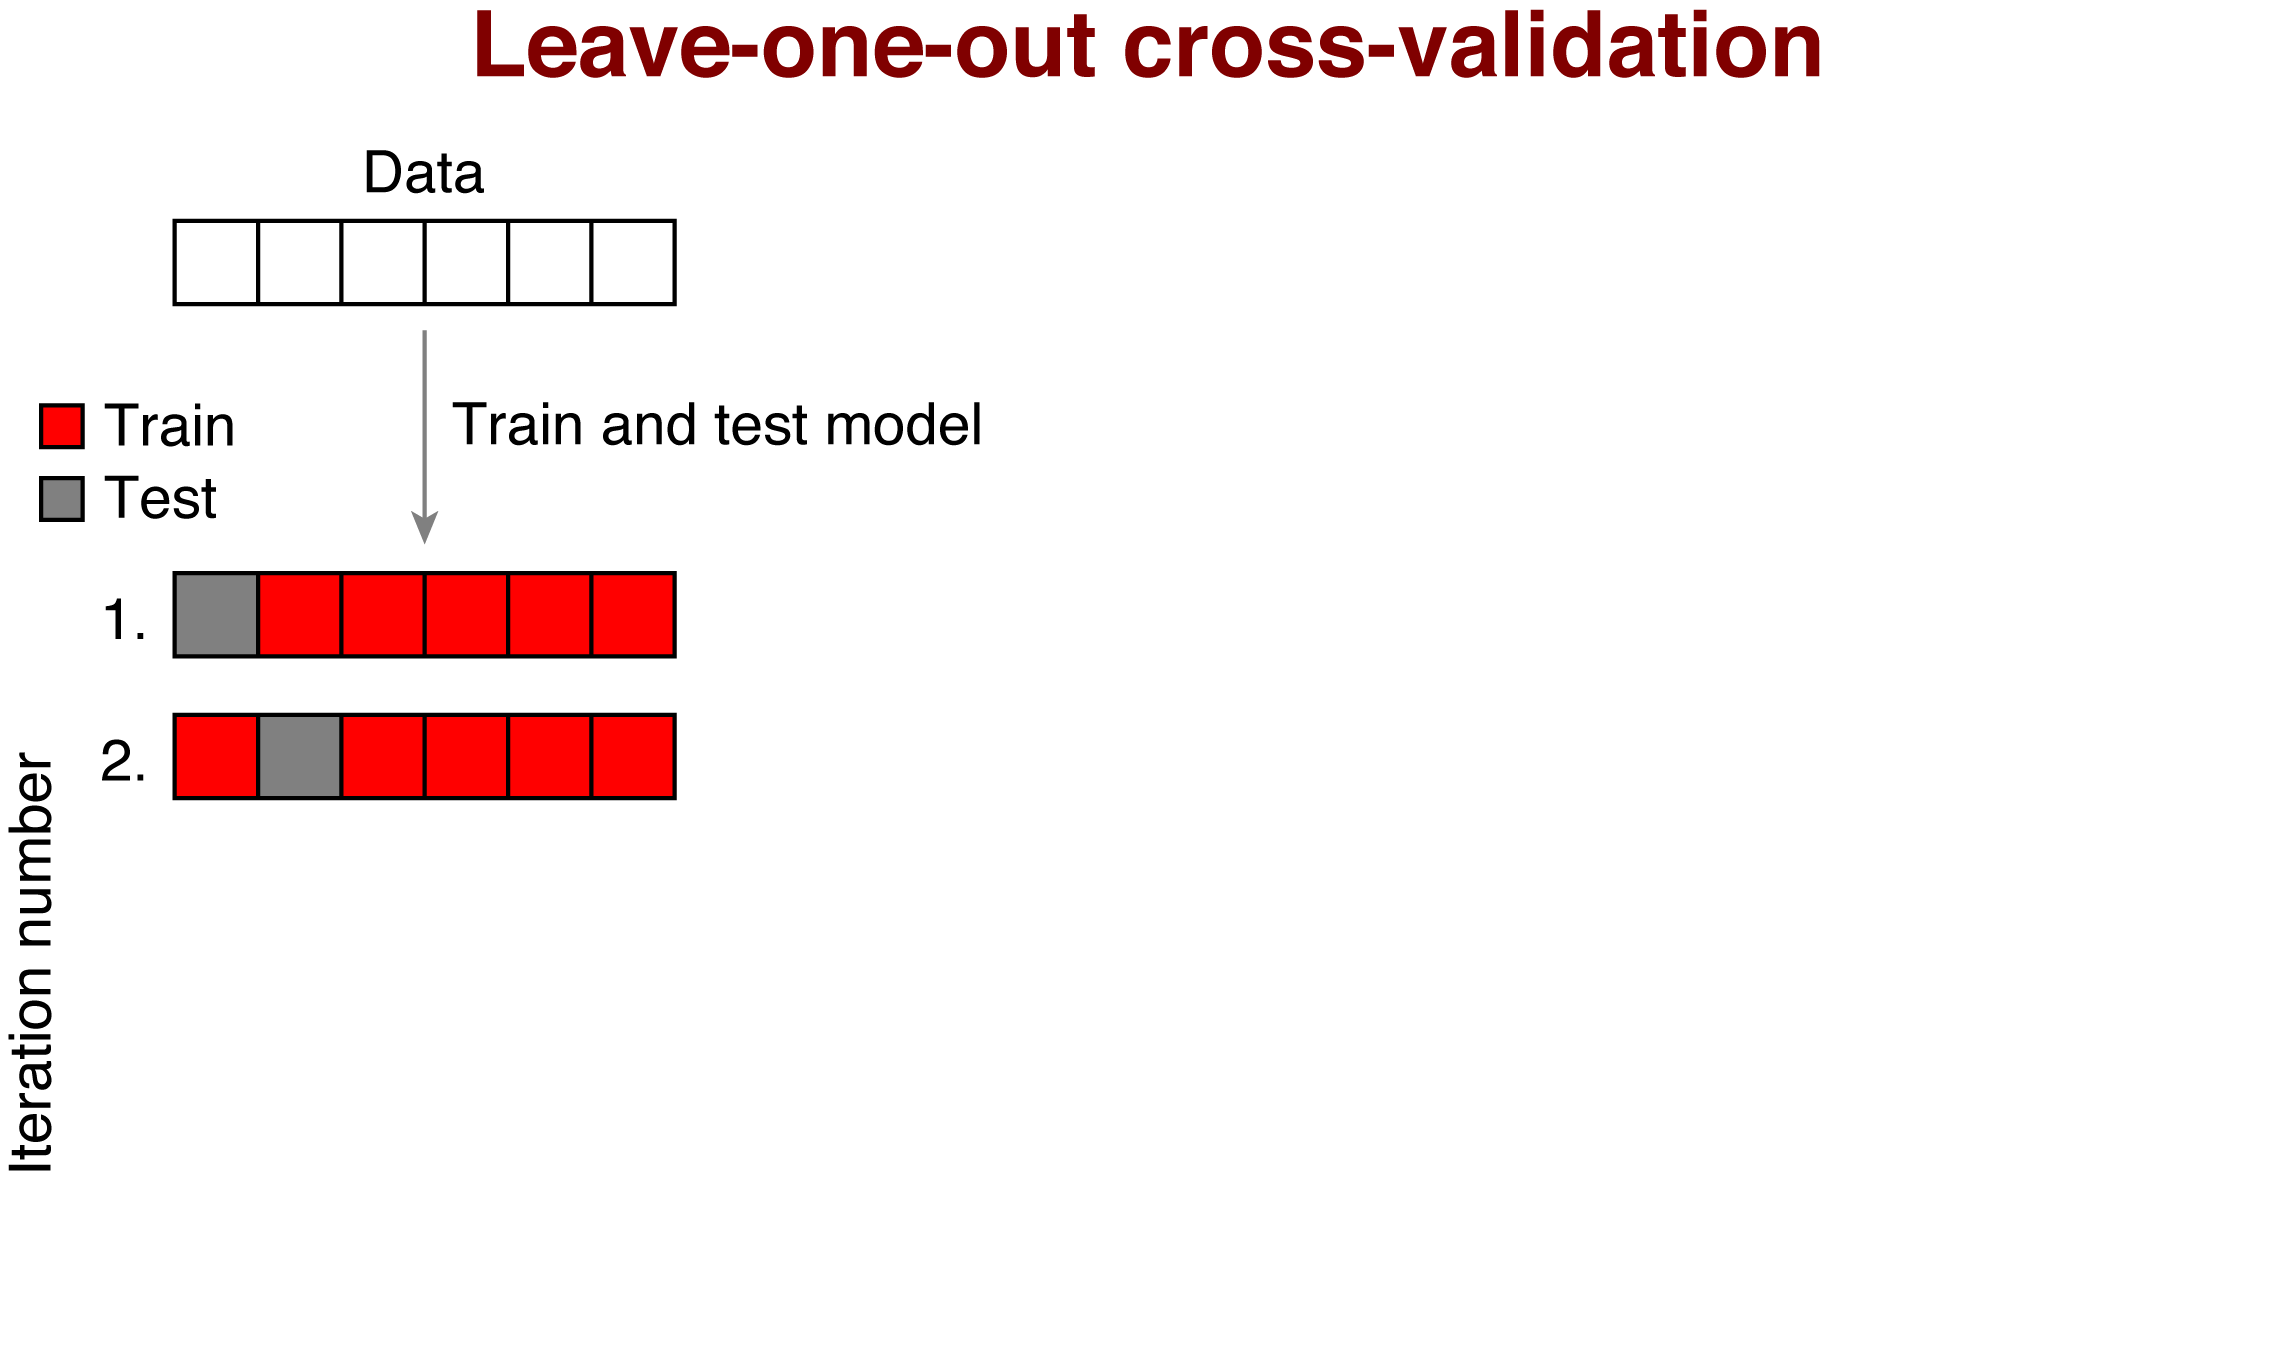 Leave-one-out cross-validation
Data
Train
Test
Train and test model
1.
2.
Iteration number